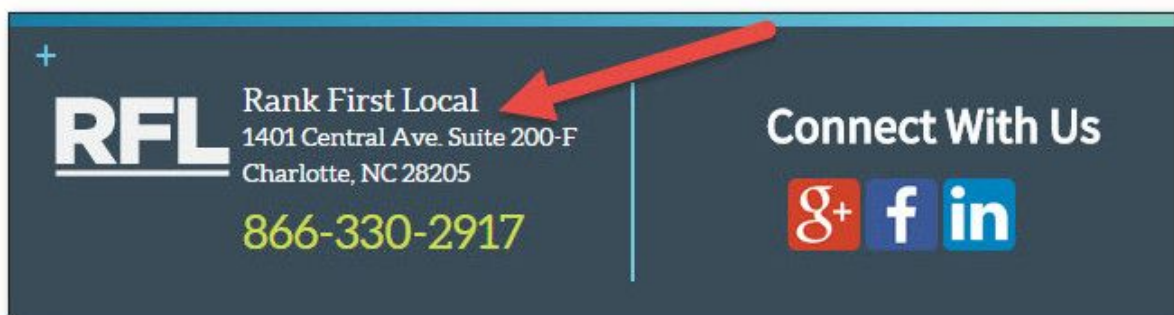 RFL
Rank First Local
1401 Central Ave. Suite 200-F
Charlotte, NC 28205
866-330-2917
Connect With Us
g+ f in